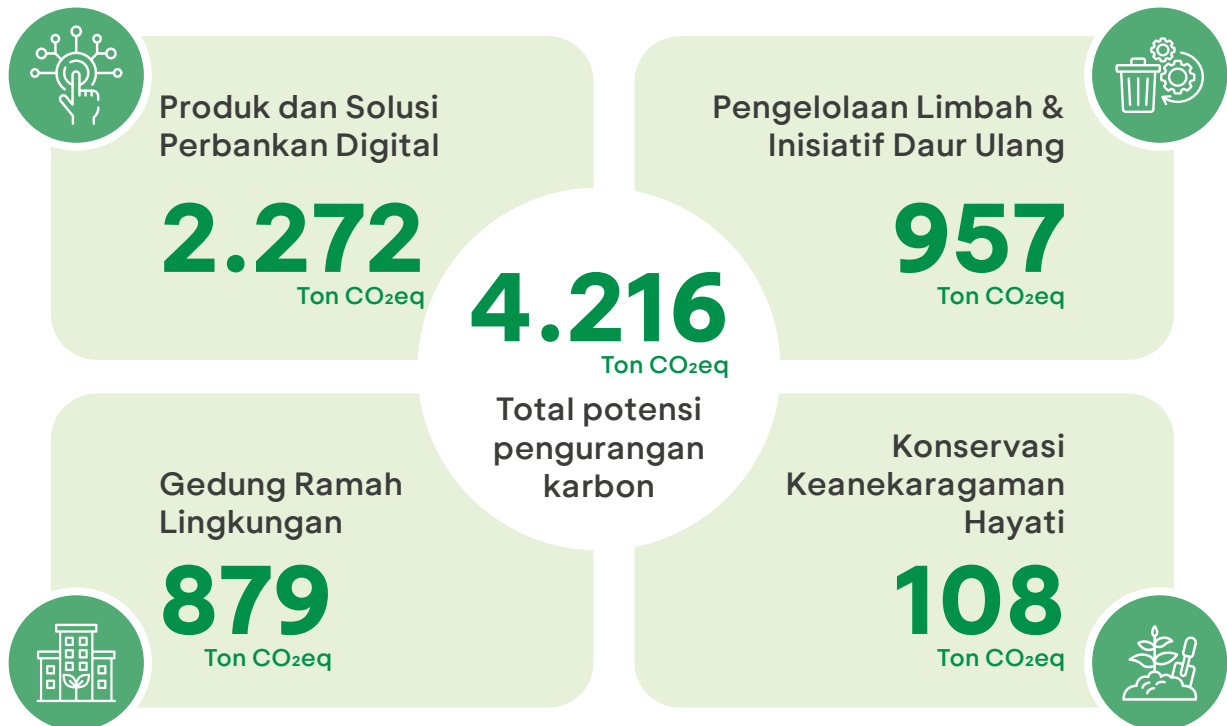 Produk dan Solusi
Perbankan Digital
2.272
Ton CO₂eq
Pengelolaan Limbah &
Inisiatif Daur Ulang
957
Ton CO₂eq
4.216
Ton CO₂eq
Total potensi
pengurangan
karbon
Gedung Ramah
Lingkungan
879
Ton CO₂eq
Konservasi
Keanekaragaman
Hayati
108
Ton CO₂eq